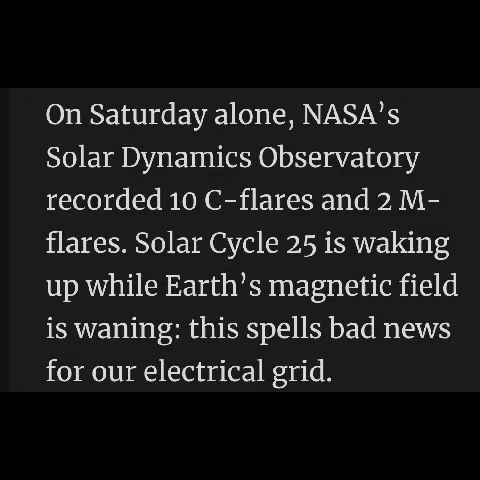 On Saturday alone, NASA’s
Solar Dynamics Observatory
recorded 10 C-flares and 2 M-
flares. Solar Cycle 25 is waking
up while Earth’s magnetic field
is waning: this spells bad news
for our electrical grid.